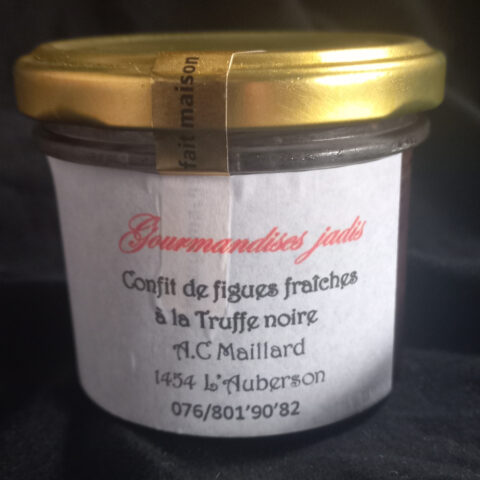 fait maison
Gourmandises jadis
Confit de figues fraîches
à la Truffe noire
A.C Maillard
1454 L'Auberson
076/801'90'82